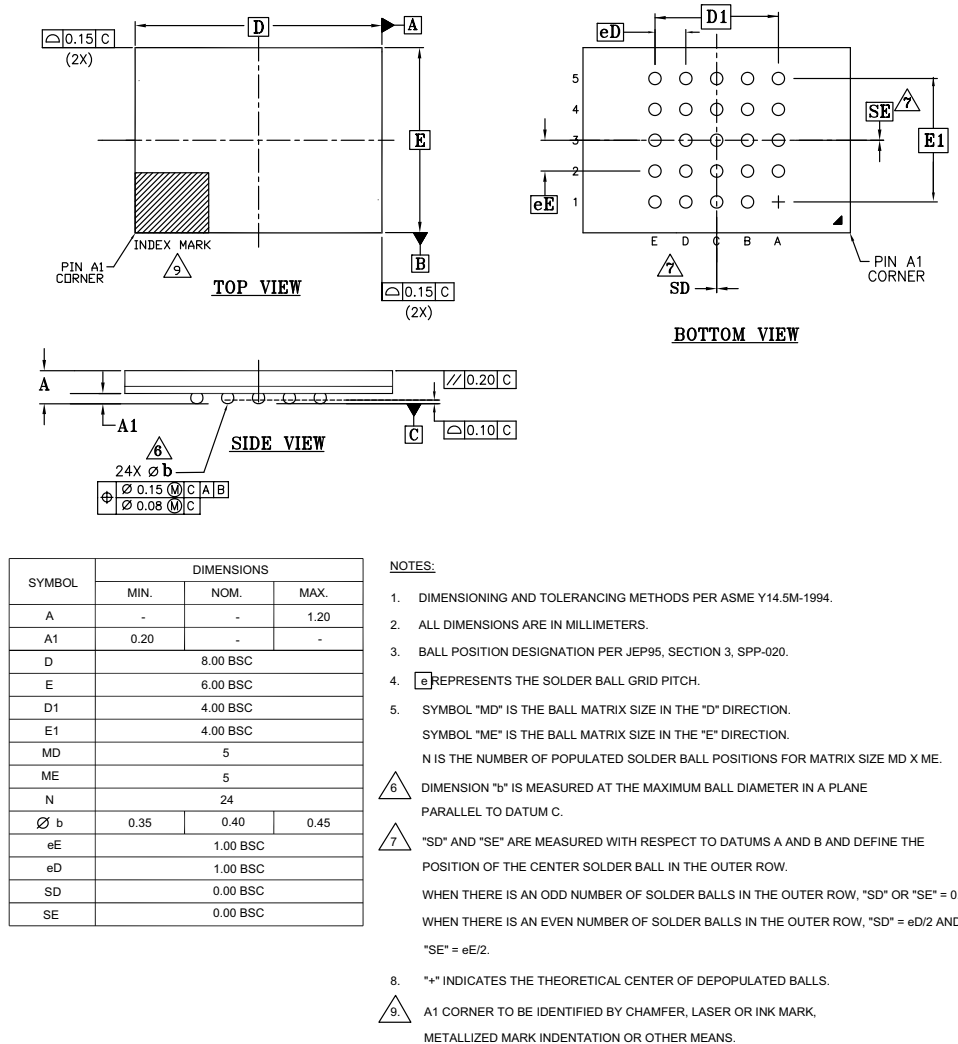 D
A
⌓ 0.15 C
(2X)
E
INDEX MARK
9
PIN A1
CORNER
TOP VIEW
B
⌓ 0.15 C
(2X)
D1
eD
5
4
3
2
1
SE
7
E1
eE
E D C B A
7
SD
PIN A1
CORNER
BOTTOM VIEW
A
A1
// 0.20 C
⌓ 0.10 C
C
SIDE VIEW
6
24X Ø b
⌖ Ø 0.15 Ⓜ C A B
Ø 0.08 Ⓜ C
SYMBOL DIMENSIONS
MIN. NOM. MAX.
A - - 1.20
A1 0.20 - -
D 8.00 BSC
E 6.00 BSC
D1 4.00 BSC
E1 4.00 BSC
MD 5
ME 5
N 24
Ø b 0.35 0.40 0.45
eE 1.00 BSC
eD 1.00 BSC
SD 0.00 BSC
SE 0.00 BSC
NOTES:
1. DIMENSIONING AND TOLERANCING METHODS PER ASME Y14.5M-1994.
2. ALL DIMENSIONS ARE IN MILLIMETERS.
3. BALL POSITION DESIGNATION PER JEP95, SECTION 3, SPP-020.
4. e REPRESENTS THE SOLDER BALL GRID PITCH.
5. SYMBOL "MD" IS THE BALL MATRIX SIZE IN THE "D" DIRECTION.
SYMBOL "ME" IS THE BALL MATRIX SIZE IN THE "E" DIRECTION.
N IS THE NUMBER OF POPULATED SOLDER BALL POSITIONS FOR MATRIX SIZE MD X ME.
6 DIMENSION "b" IS MEASURED AT THE MAXIMUM BALL DIAMETER IN A PLANE
PARALLEL TO DATUM C.
7 "SD" AND "SE" ARE MEASURED WITH RESPECT TO DATUMS A AND B AND DEFINE THE
POSITION OF THE CENTER SOLDER BALL IN THE OUTER ROW.
WHEN THERE IS AN ODD NUMBER OF SOLDER BALLS IN THE OUTER ROW, "SD" OR "SE" = 0
WHEN THERE IS AN EVEN NUMBER OF SOLDER BALLS IN THE OUTER ROW, "SD" = eD/2 AND
"SE" = eE/2.
8. "+" INDICATES THE THEORETICAL CENTER OF DEPOPULATED BALLS.
9. A1 CORNER TO BE IDENTIFIED BY CHAMFER, LASER OR INK MARK,
METALLIZED MARK INDENTATION OR OTHER MEANS.